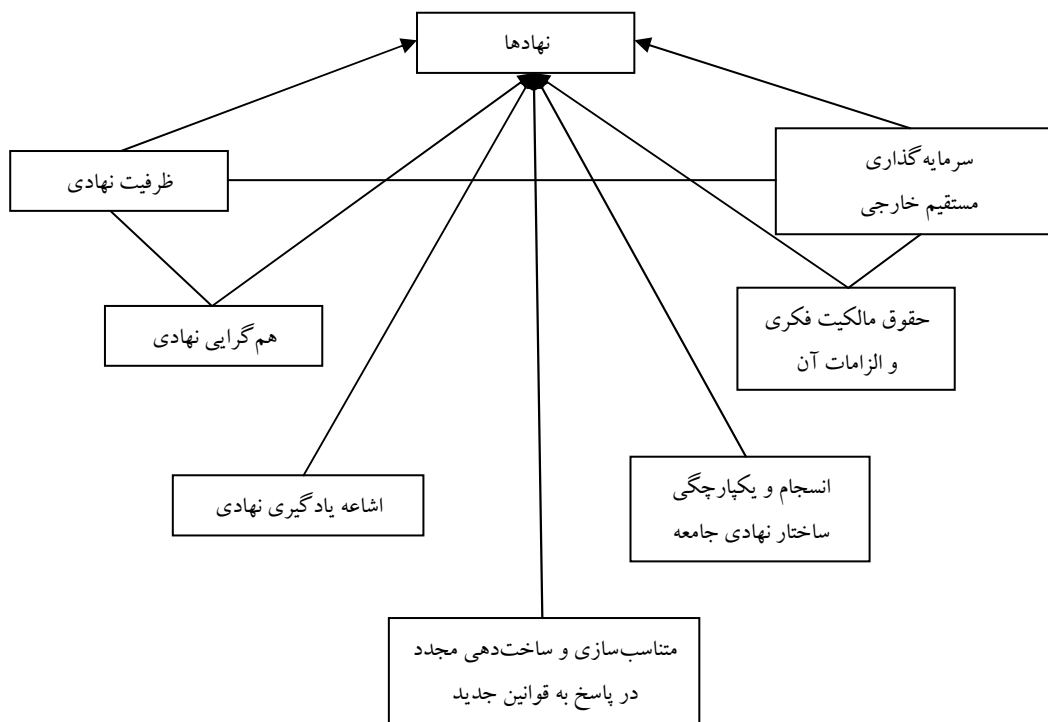 نهادها
سرمایه‌گذاری
مستقیم خارجی
ظرفیت نهادی
حقوق مالکیت فکری
و الزامات آن
هم‌گرایی نهادی
انسجام و یکپارچگی
ساختار نهادی جامعه
اشاعه یادگیری نهادی
متناسب‌سازی و ساخت‌دهی مجدد
در پاسخ به قوانین جدید